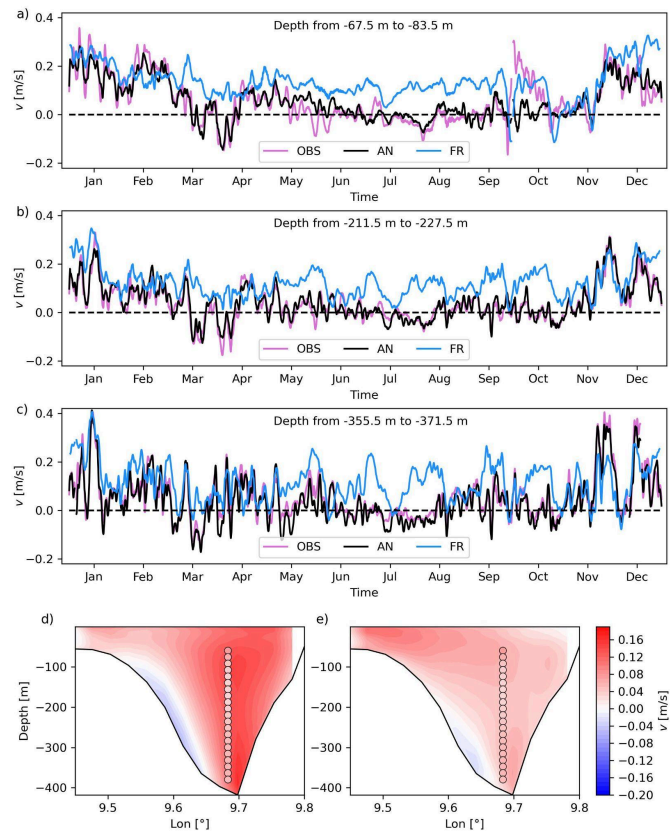 a)
Depth from -67.5 m to -83.5 m
v [m/s]
0.4
0.2
0.0
−0.2
OBS AN FR
Jan Feb Mar Apr May Jun Jul Aug Sep Oct Nov Dec
Time
b)
Depth from -211.5 m to -227.5 m
v [m/s]
0.4
0.2
0.0
−0.2
OBS AN FR
Jan Feb Mar Apr May Jun Jul Aug Sep Oct Nov Dec
Time
c)
Depth from -355.5 m to -371.5 m
v [m/s]
0.4
0.2
0.0
−0.2
OBS AN FR
Jan Feb Mar Apr May Jun Jul Aug Sep Oct Nov Dec
Time
d)
Depth [m]
−100
−200
−300
−400
9.5 9.6 9.7 9.8
Lon [°]
e)
9.5 9.6 9.7 9.8
Lon [°]
0.16
0.12
0.08
0.04
0.00
−0.04
−0.08
−0.12
−0.16
−0.20
v [m/s]